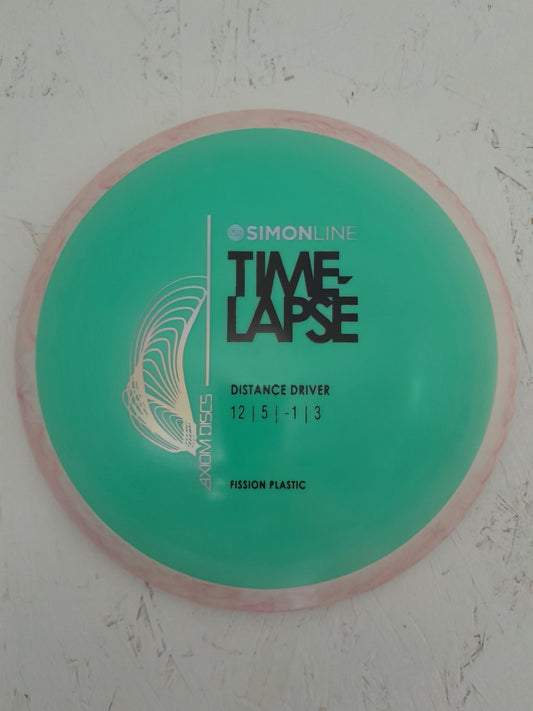 SIMONLINE
TIME-
LAPSE
DISTANCE DRIVER
12 | 5 | -1 | 3
FISSION PLASTIC
AXIOM DISCS